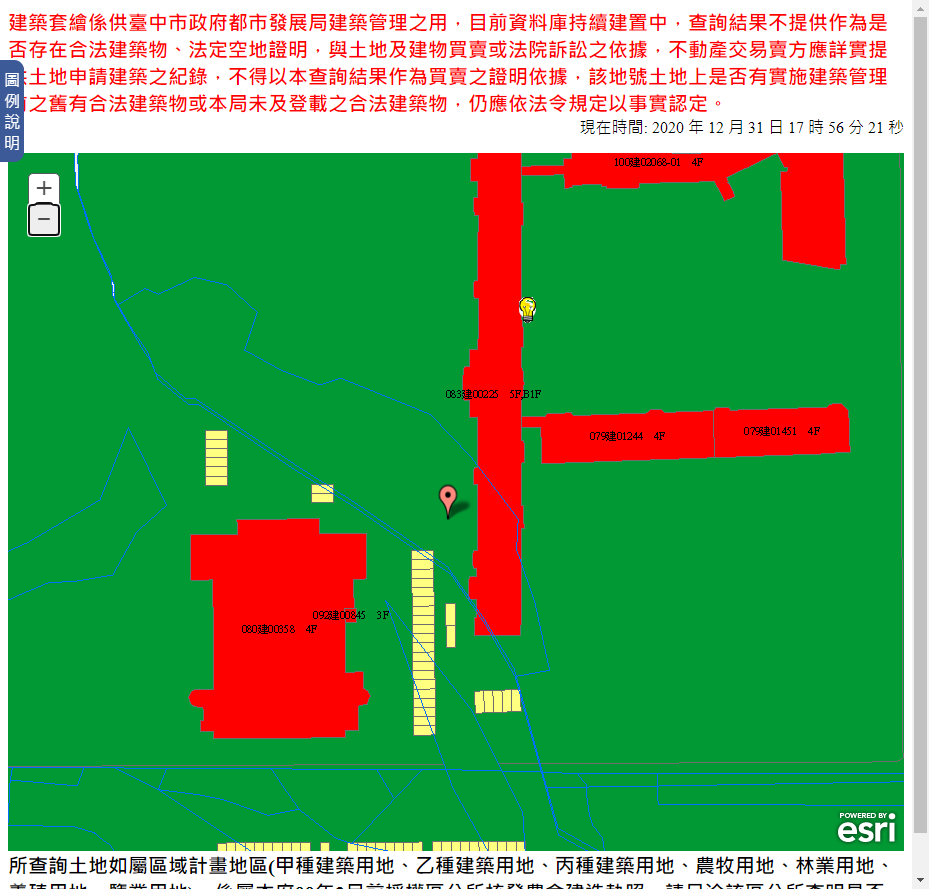 建築套繪係供臺中市政府都市發展局建築管理之用，目前資料庫持續建置中，查詢結果不提供作為是
否存在合法建築物、法定空地證明，與土地及建物買賣或法院訴訟之依據，不動產交易賣方應詳實提
土地申請建築之紀錄，不得以本查詢結果作為買賣之證明依據，該地號土地上是否有實施建築管理
之舊有合法建築物或本局未及登載之合法建築物，仍應依法令規定以事實認定。
圖例說明
現在時間: 2020 年 12 月 31 日 17 時 56 分 21 秒
+
−
100建02068-01 4F
083建00225 5F,B1F
079建01244 4F
079建01451 4F
092建00845 3F
080建00358 4F
POWERED BY
esri
所查詢土地如屬區域計畫地區(甲種建築用地、乙種建築用地、丙種建築用地、農牧用地、林業用地、